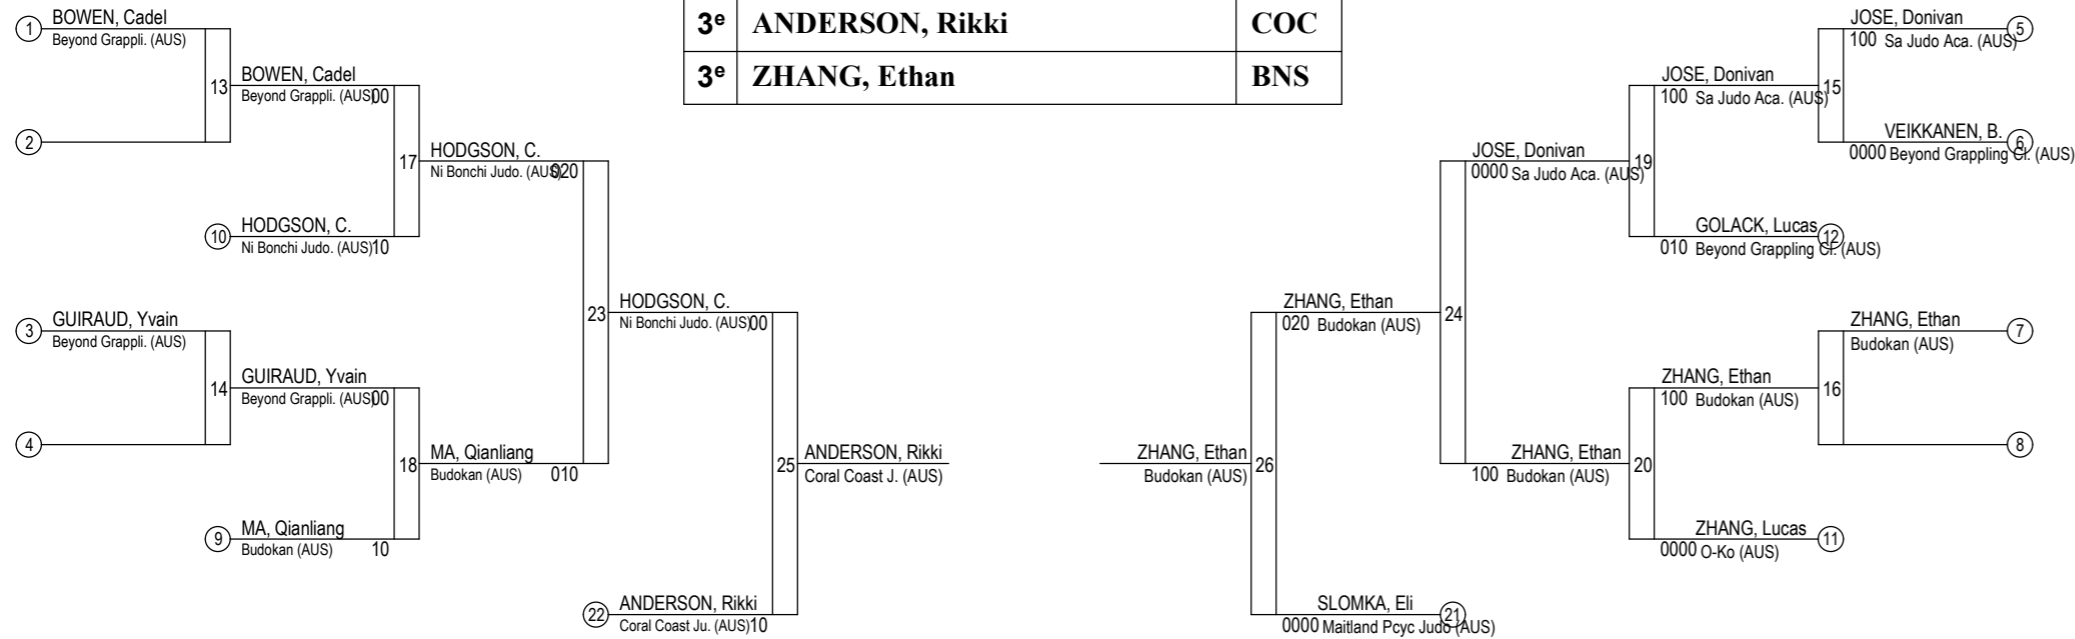 3e ANDERSON, Rikki COC
3e ZHANG, Ethan BNS
1 BOWEN, Cadel
Beyond Grappli. (AUS)
13 BOWEN, Cadel
Beyond Grappli. (AUS) 00
2
17 HODGSON, C.
Ni Bonchi Judo. (AUS) 020
10 HODGSON, C.
Ni Bonchi Judo. (AUS) 10
23 HODGSON, C.
Ni Bonchi Judo. (AUS) 00
3 GUIRAUD, Yvain
Beyond Grappli. (AUS)
14 GUIRAUD, Yvain
Beyond Grappli. (AUS) 00
4
18 MA, Qianliang
Budokan (AUS) 010
9 MA, Qianliang
Budokan (AUS) 10
25 ANDERSON, Rikki
Coral Coast J. (AUS)
22 ANDERSON, Rikki
Coral Coast Ju. (AUS) 10
JOSE, Donivan 5
100 Sa Judo Aca. (AUS)
JOSE, Donivan 15
100 Sa Judo Aca. (AUS)
VEIKKANEN, B. 6
0000 Beyond Grappling Cl. (AUS)
JOSE, Donivan 19
0000 Sa Judo Aca. (AUS)
GOLACK, Lucas 12
010 Beyond Grappling Cl. (AUS)
ZHANG, Ethan 24
020 Budokan (AUS)
ZHANG, Ethan 7
Budokan (AUS)
ZHANG, Ethan 16
100 Budokan (AUS)
8
ZHANG, Ethan 26
Budokan (AUS)
ZHANG, Ethan 20
100 Budokan (AUS)
ZHANG, Lucas 11
0000 O-Ko (AUS)
SLOMKA, Eli 21
0000 Maitland Pcyc Judo (AUS)